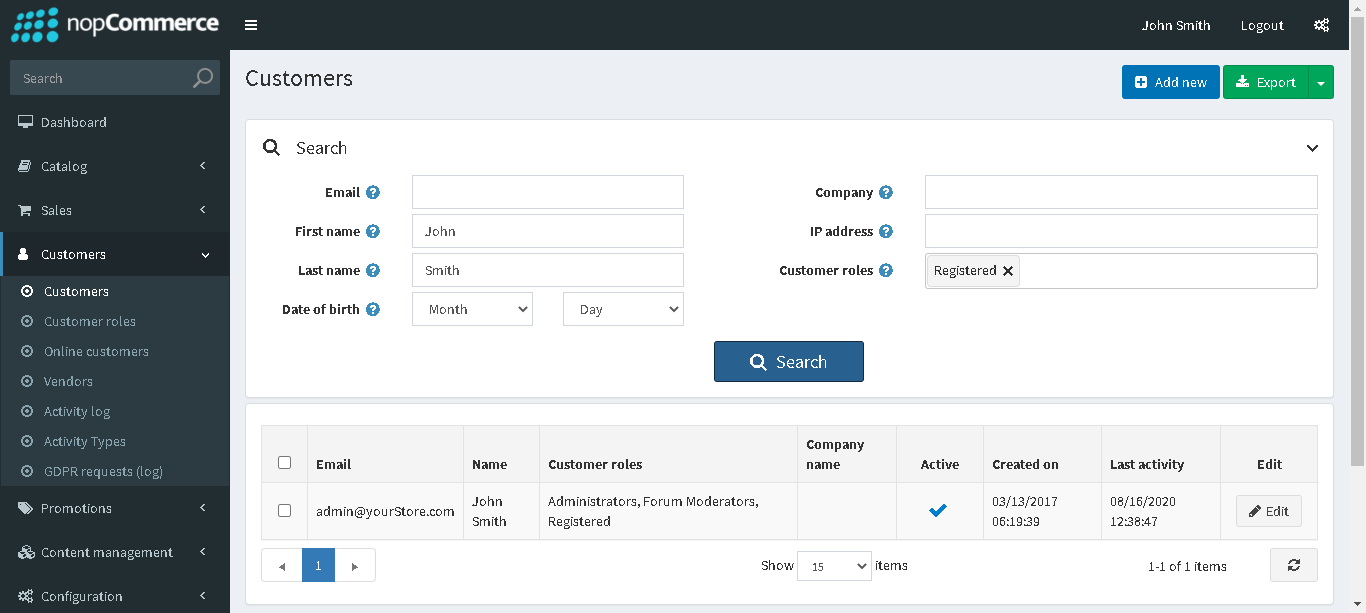 nopCommerce
John Smith
Logout
Search
Dashboard
Catalog
Sales
Customers
Customers
Customer roles
Online customers
Vendors
Activity log
Activity Types
GDPR requests (log)
Promotions
Content management
Configuration
Customers
Add new
Export
Search
Email
Company
First name
John
IP address
Last name
Smith
Customer roles
Registered
Date of birth
Month
Day
Search
Email
Name
Customer roles
Company
name
Active
Created on
Last activity
Edit
admin@yourStore.com
John
Smith
Administrators, Forum Moderators,
Registered
03/13/2017
06:19:39
08/16/2020
12:38:47
Edit
1
Show 15 items
1-1 of 1 items